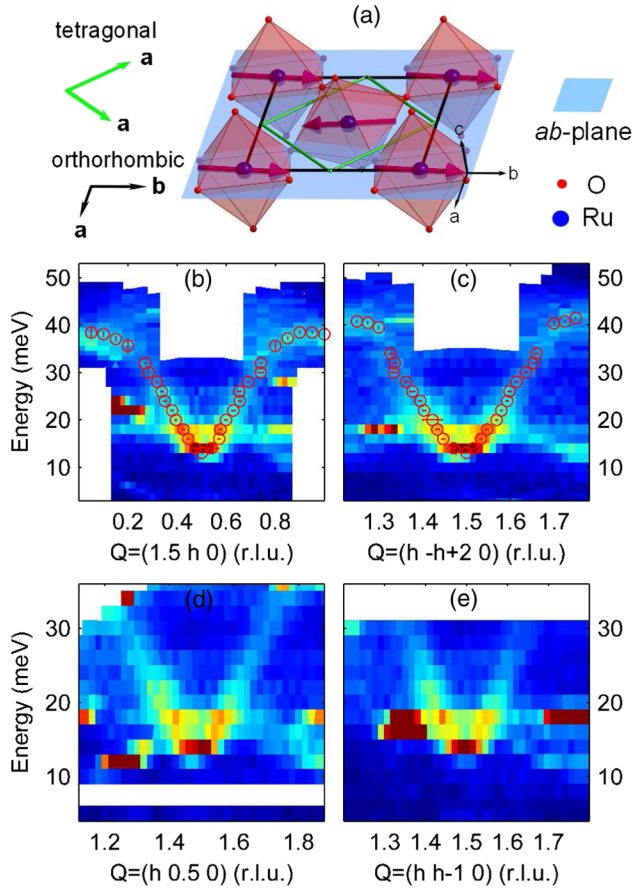 (a)
tetragonal
a
a
orthorhombic
b
a
c
b
a
ab-plane
O
Ru
(b)
(c)
Energy (meV)
50
40
30
20
10
50
40
30
20
10
0.2 0.4 0.6 0.8
1.3 1.4 1.5 1.6 1.7
Q=(1.5 h 0) (r.l.u.)
Q=(h -h+2 0) (r.l.u.)
(d)
(e)
Energy (meV)
30
20
10
30
20
10
1.2 1.4 1.6 1.8
1.3 1.4 1.5 1.6 1.7
Q=(h 0.5 0) (r.l.u.)
Q=(h h-1 0) (r.l.u.)